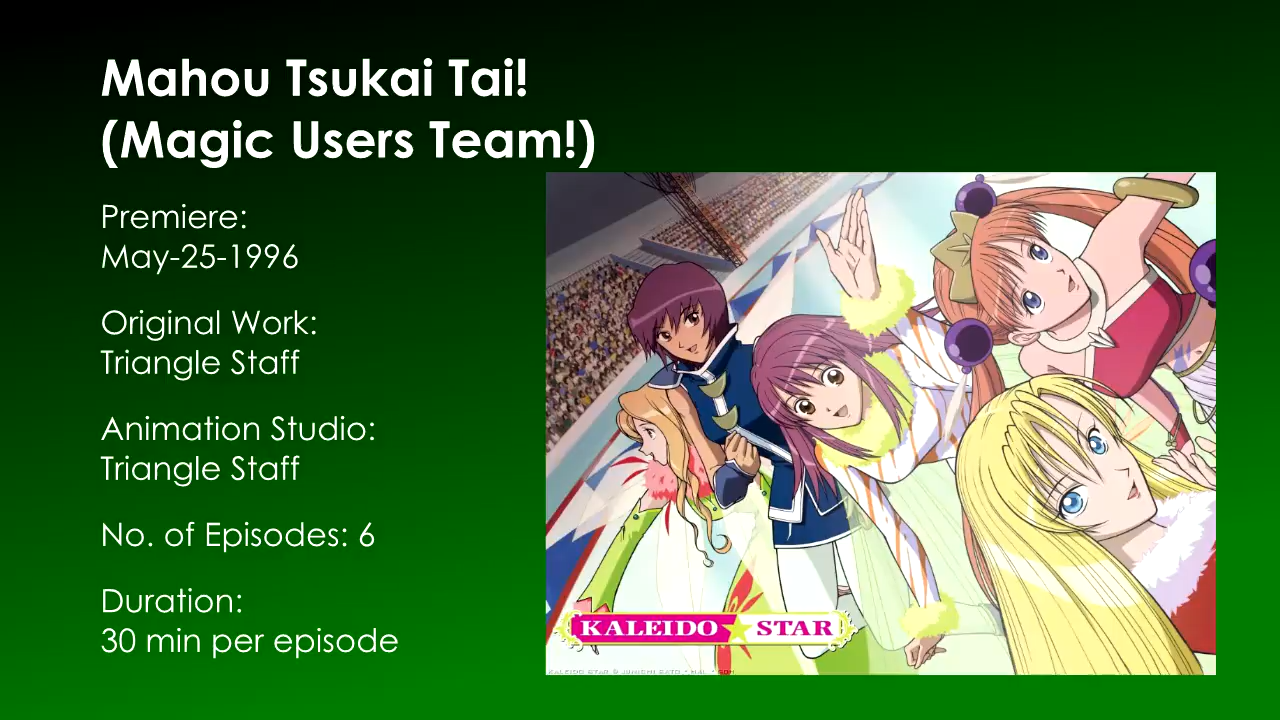 Mahou Tsukai Tai!
(Magic Users Team!)
Premiere:
May-25-1996
Original Work:
Triangle Staff
Animation Studio:
Triangle Staff
No. of Episodes: 6
Duration:
30 min per episode
KALEIDO STAR